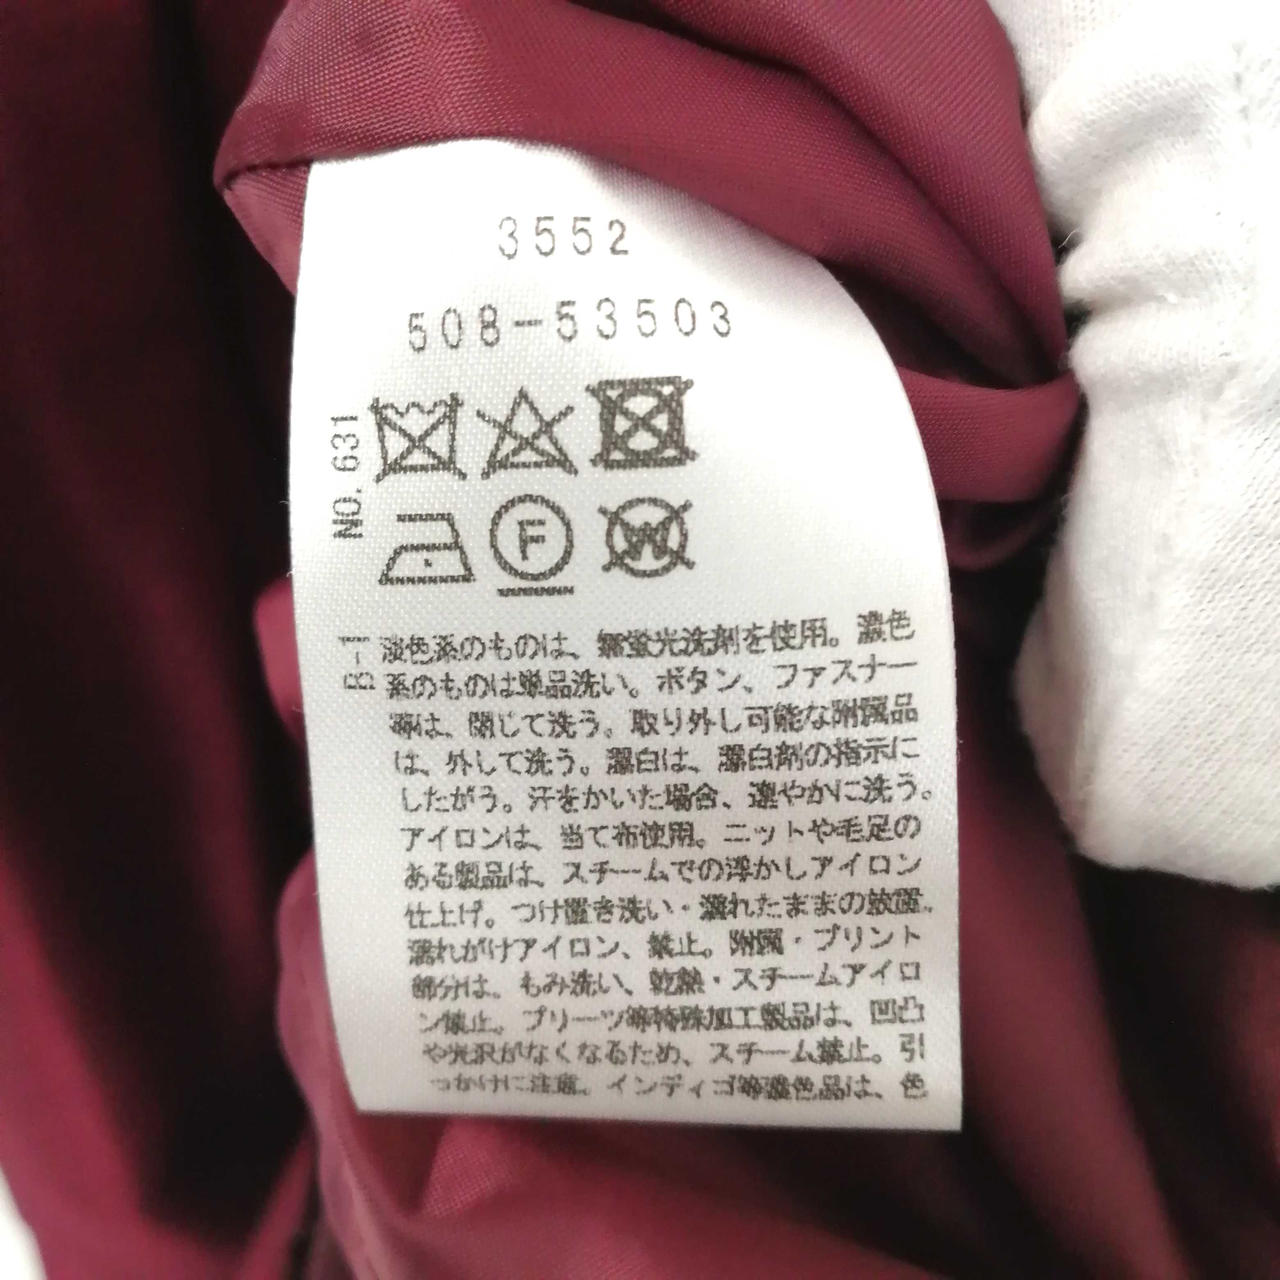 3552
508-53503
NO. 631
F
W
B-1
淡色系のものは、無蛍光洗剤を使用。濃色
系のものは単品洗い。ボタン、ファスナー
等は、閉じて洗う。取り外し可能な附属品
は、外して洗う。漂白は、漂白剤の指示に
したがう。汗をかいた場合、速やかに洗う。
アイロンは、当て布使用。ニットや毛足の
ある製品は、スチームでの浮かしアイロン
仕上げ。つけ置き洗い・濡れたままの放置、
濡れがけアイロン、禁止。附属・プリント
部分は、もみ洗い、乾熱・スチームアイロ
ン禁止。プリーツ等特殊加工製品は、凹凸
や光沢がなくなるため、スチーム禁止。引
っかけに注意。インディゴ等濃色品は、色